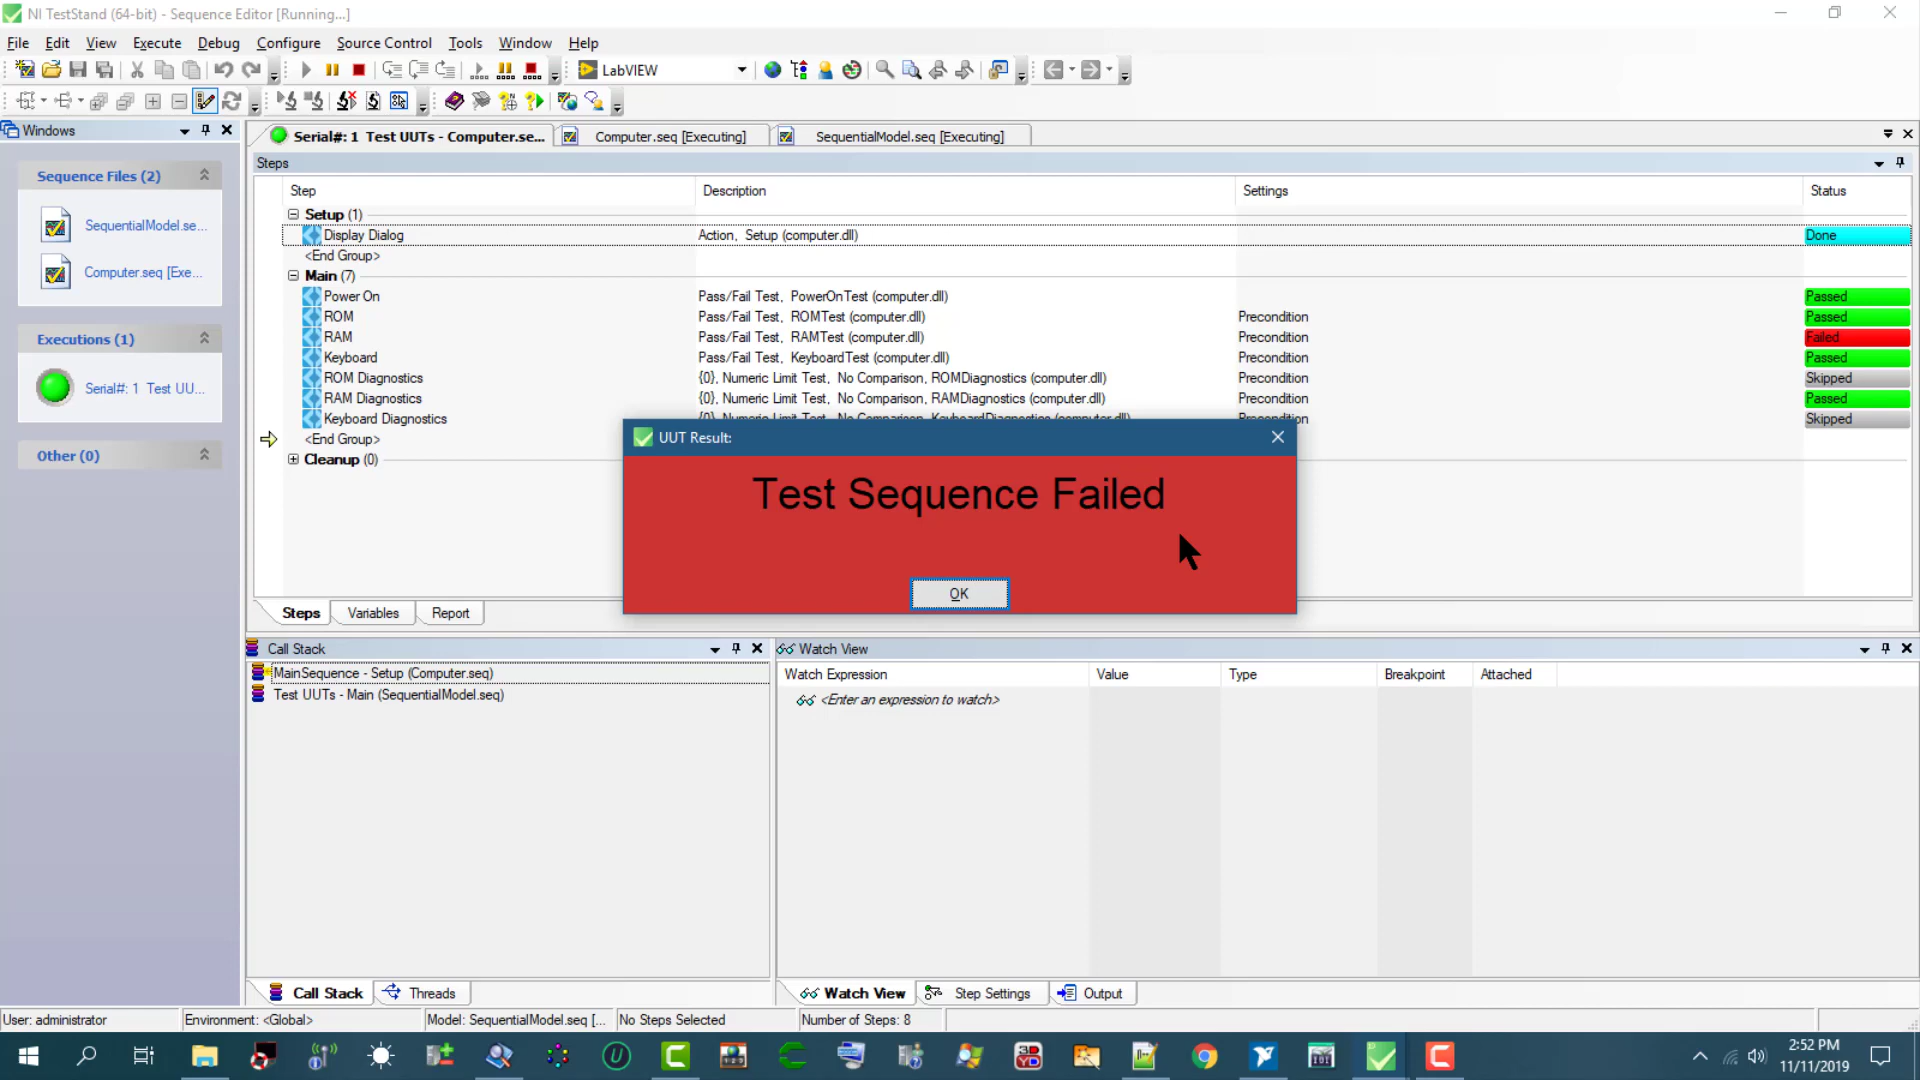 NI TestStand (64-bit) - Sequence Editor [Running...]
File Edit View Execute Debug Configure Source Control Tools Window Help
LabVIEW
Windows
Sequence Files (2)
SequentialModel.se...
Computer.seq [Exe...
Executions (1)
Serial#: 1 Test UU...
Other (0)
Serial#: 1 Test UUTs - Computer.se... Computer.seq [Executing] SequentialModel.seq [Executing]
Steps
Step Description Settings Status
Setup (1)
Display Dialog Action, Setup (computer.dll) Done
<End Group>
Main (7)
Power On Pass/Fail Test, PowerOnTest (computer.dll) Passed
ROM Pass/Fail Test, ROMTest (computer.dll) Precondition Passed
RAM Pass/Fail Test, RAMTest (computer.dll) Precondition Failed
Keyboard Pass/Fail Test, KeyboardTest (computer.dll) Precondition Passed
ROM Diagnostics {0}, Numeric Limit Test, No Comparison, ROMDiagnostics (computer.dll) Precondition Skipped
RAM Diagnostics {0}, Numeric Limit Test, No Comparison, RAMDiagnostics (computer.dll) Precondition Passed
Keyboard Diagnostics {0}, Numeric Limit Test, No Comparison, KeyboardDiagnostics (computer.dll) Precondition Skipped
<End Group>
Cleanup (0)
UUT Result:
Test Sequence Failed
OK
Steps Variables Report
Call Stack
MainSequence - Setup (Computer.seq)
Test UUTs - Main (SequentialModel.seq)
Watch View
Watch Expression Value Type Breakpoint Attached
<Enter an expression to watch>
Call Stack Threads
Watch View Step Settings Output
User: administrator Environment: <Global> Model: SequentialModel.seq [... No Steps Selected Number of Steps: 8
2:52 PM
11/11/2019